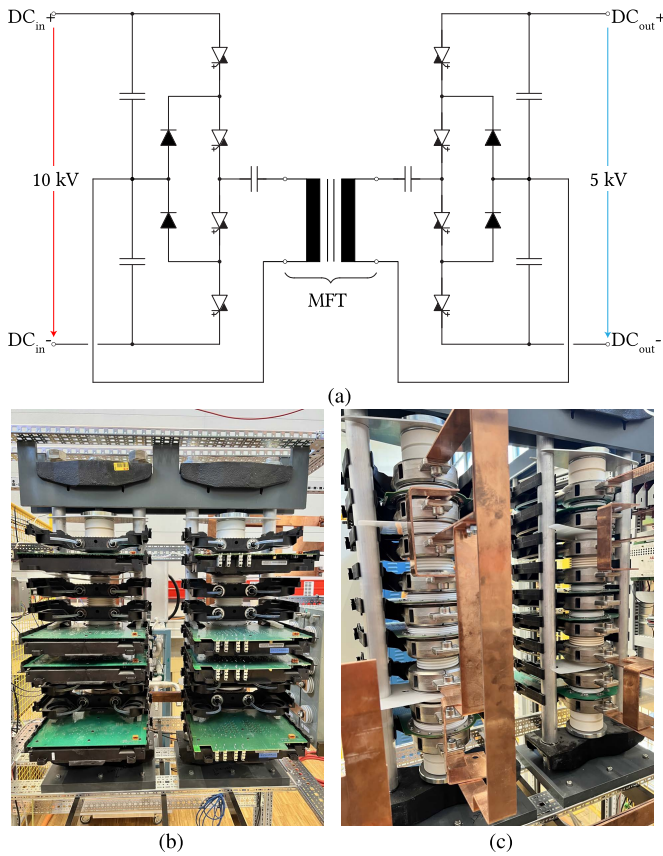 DCin+ DCout+
10 kV 5 kV
MFT
DCin- DCout-
(a)
(b) (c)